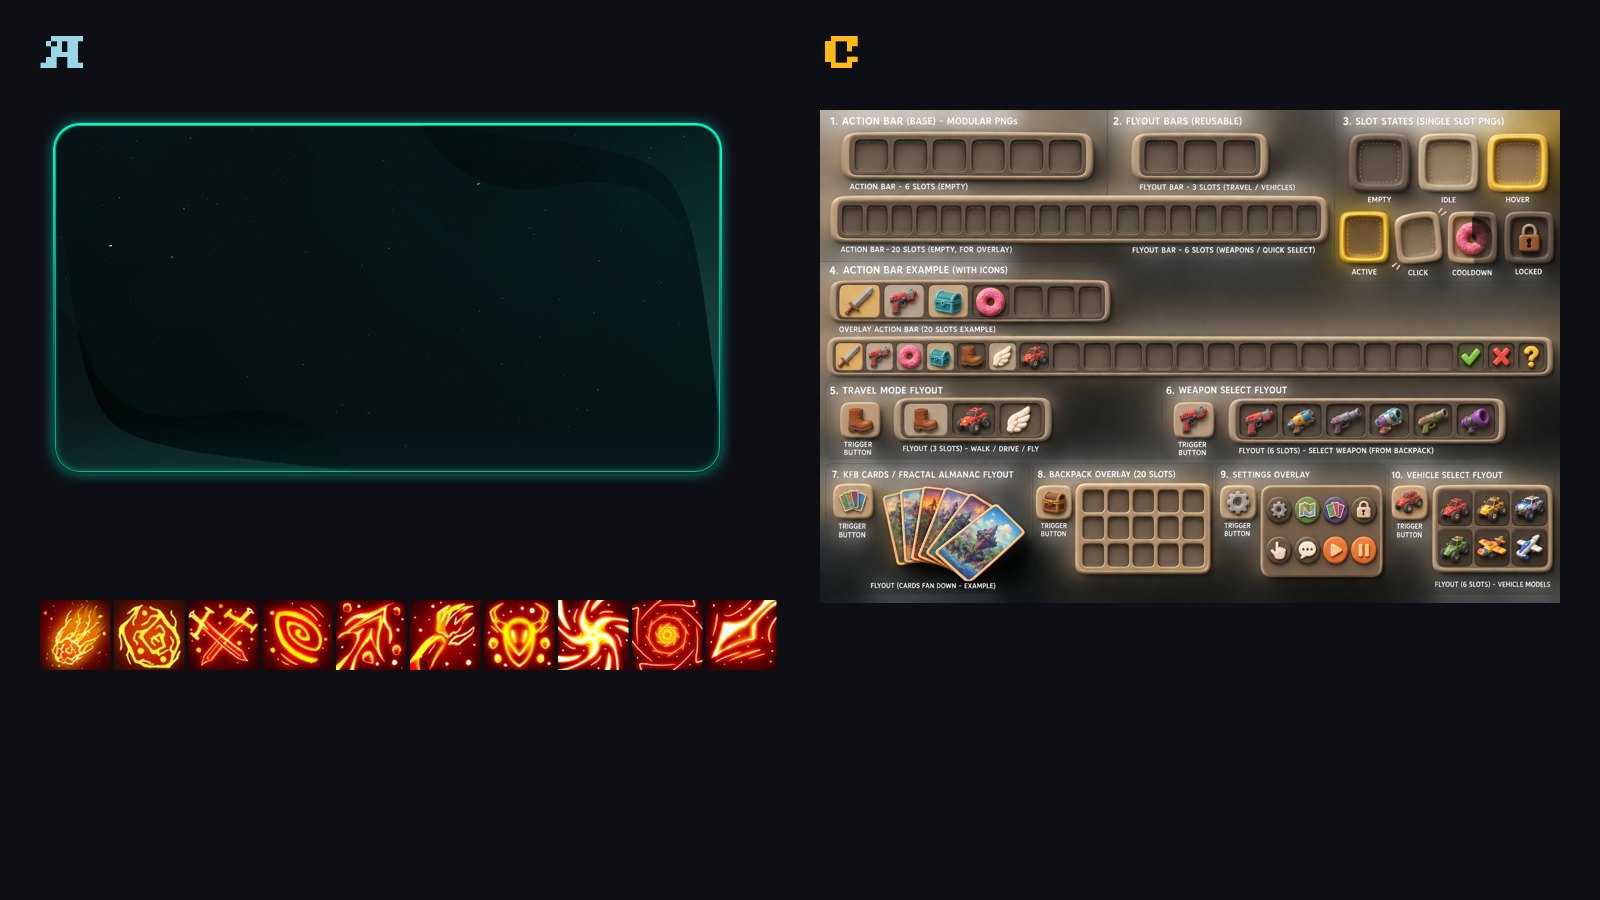 A
C
1. ACTION BAR (BASE) - MODULAR PNGs
2. FLYOUT BARS (REUSABLE)
3. SLOT STATES (SINGLE SLOT PNGs)
ACTION BAR - 6 SLOTS (EMPTY)
FLYOUT BAR - 3 SLOTS (TRAVEL / VEHICLES)
EMPTY
IDLE
HOVER
ACTION BAR - 20 SLOTS (EMPTY, FOR OVERLAY)
FLYOUT BAR - 6 SLOTS (WEAPONS / QUICK SELECT)
ACTIVE
CLICK
COOLDOWN
LOCKED
4. ACTION BAR EXAMPLE (WITH ICONS)
OVERLAY ACTION BAR (20 SLOTS EXAMPLE)
?
5. TRAVEL MODE FLYOUT
6. WEAPON SELECT FLYOUT
TRIGGER
BUTTON
FLYOUT (3 SLOTS) - WALK / DRIVE / FLY
TRIGGER
BUTTON
FLYOUT (6 SLOTS) - SELECT WEAPON (FROM BACKPACK)
7. KFB CARDS / FRACTAL ALMANAC FLYOUT
8. BACKPACK OVERLAY (20 SLOTS)
9. SETTINGS OVERLAY
10. VEHICLE SELECT FLYOUT
TRIGGER
BUTTON
TRIGGER
BUTTON
TRIGGER
BUTTON
TRIGGER
BUTTON
FLYOUT (CARDS FAN DOWN - EXAMPLE)
FLYOUT (6 SLOTS) - VEHICLE MODELS